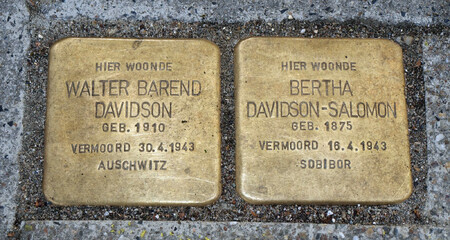 HIER WOONDE
WALTER BAREND
DAVIDSON
GEB. 1910
VERMOORD 30.4.1943
AUSCHWITZ
HIER WOONDE
BERTHA
DAVIDSON-SALOMON
GEB. 1875
VERMOORD 16.4.1943
SOBIBOR